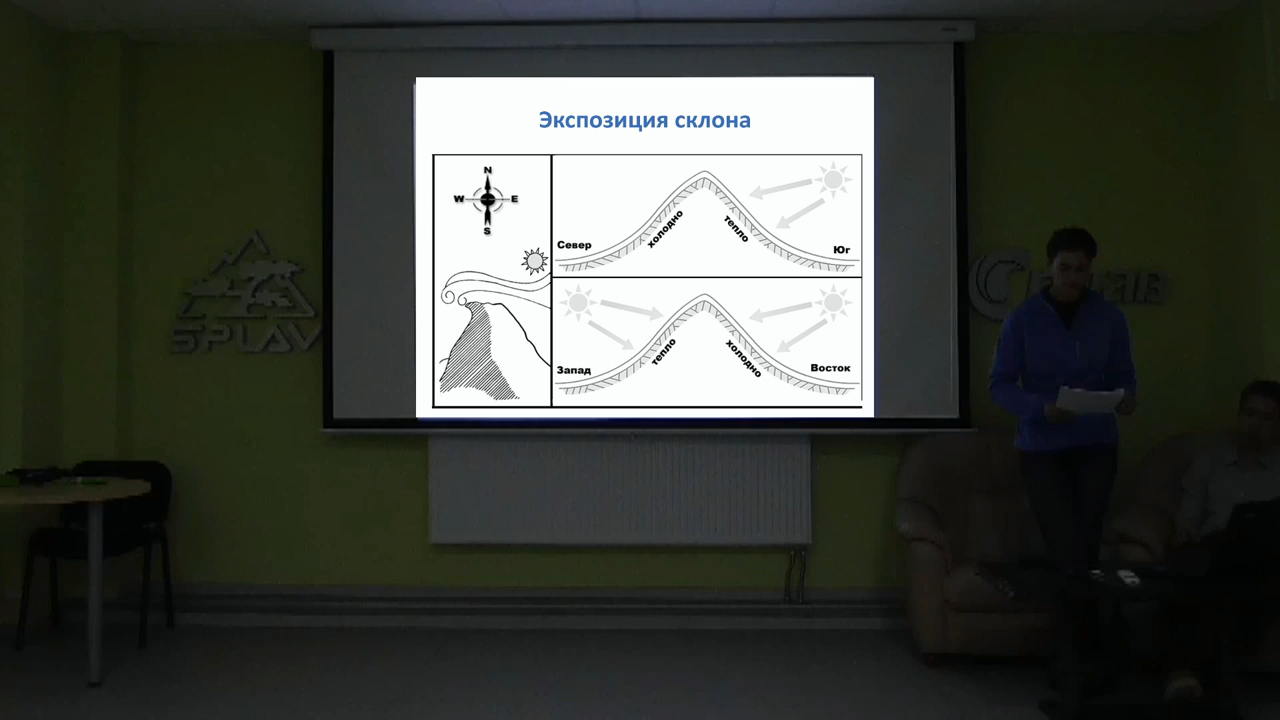 Экспозиция склона
N
W E
S
Север
холодно
тепло
Юг
Запад
тепло
холодно
Восток
SPLAV